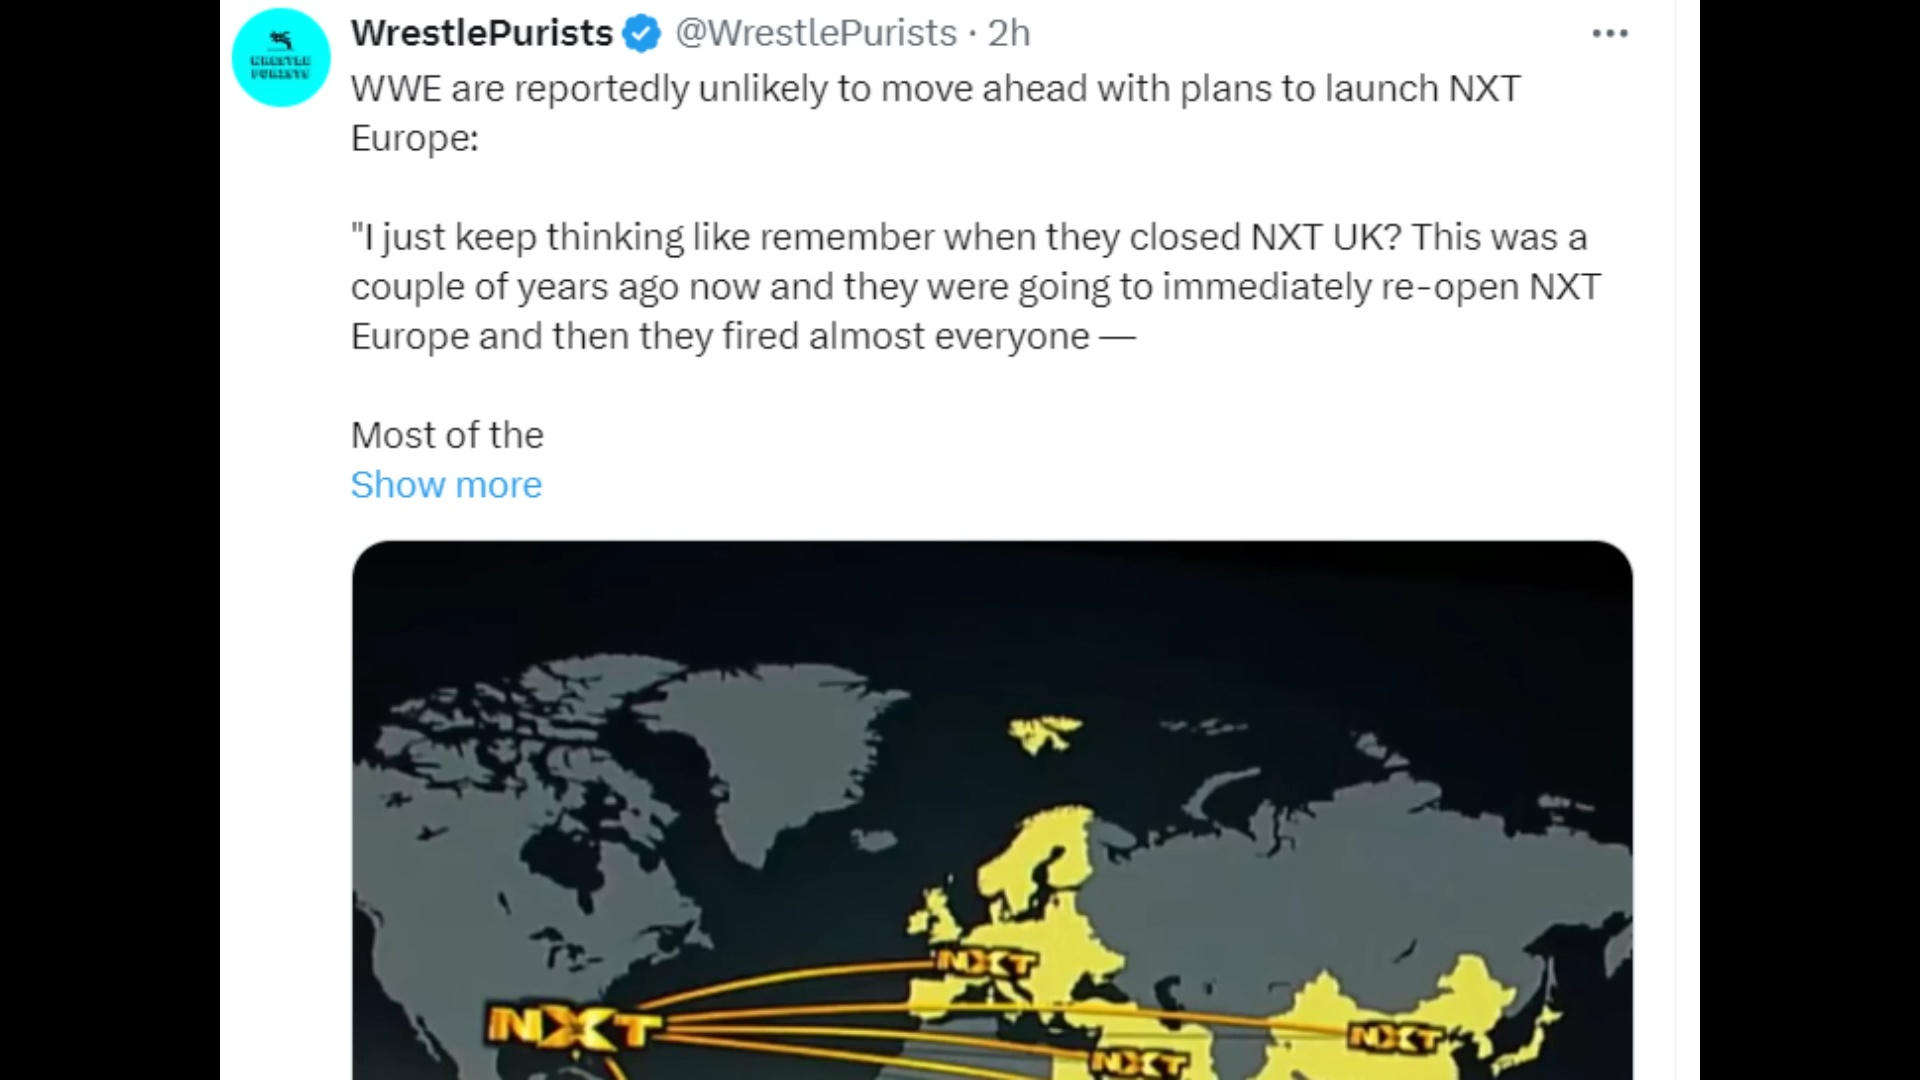 WrestlePurists @WrestlePurists · 2h
WRESTLE
PURISTS
WWE are reportedly unlikely to move ahead with plans to launch NXT
Europe:
"I just keep thinking like remember when they closed NXT UK? This was a
couple of years ago now and they were going to immediately re-open NXT
Europe and then they fired almost everyone —
Most of the
Show more
NXT
NXT
NXT
NXT